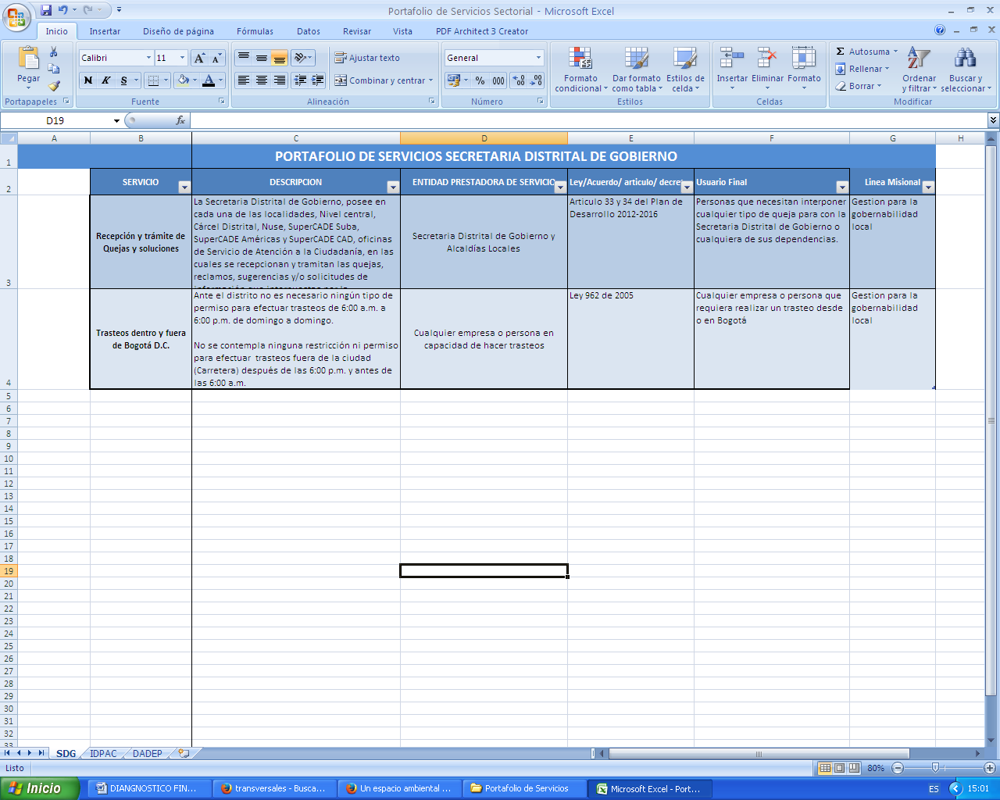 Portafolio de Servicios Sectorial - Microsoft Excel
Inicio Insertar Diseño de página Fórmulas Datos Revisar Vista PDF Architect 3 Creator
Calibri 11 Ajustar texto General Autosuma
Pegar N K S Combinar y centrar % 000 Formato condicional Dar formato como tabla Estilos de celda Insertar Eliminar Formato Rellenar Borrar Ordenar y filtrar Buscar y seleccionar
Portapapeles Fuente Alineación Número Estilos Celdas Modificar
D19 fx
A B C D E F G H
1 PORTAFOLIO DE SERVICIOS SECRETARIA DISTRITAL DE GOBIERNO
2 SERVICIO DESCRIPCION ENTIDAD PRESTADORA DE SERVICIO Ley/Acuerdo/ articulo/ decre Usuario Final Linea Misional
3
Recepción y trámite de
Quejas y soluciones
La Secretaria Distrital de Gobierno, posee en
cada una de las localidades, Nivel central,
Cárcel Distrital, Nuse, SuperCADE Suba,
SuperCADE Américas y SuperCADE CAD, oficinas
de Servicio de Atención a la Ciudadanía, en las
cuales se recepcionan y tramitan las quejas,
reclamos, sugerencias y/o solicitudes de
Secretaria Distrital de Gobierno y
Alcaldías Locales
Articulo 33 y 34 del Plan de
Desarrollo 2012-2016
Personas que necesitan interponer
cualquier tipo de queja para con la
Secretaria Distrital de Gobierno o
cualquiera de sus dependencias.
Gestion para la
gobernabilidad
local
4
Trasteos dentro y fuera
de Bogotá D.C.
Ante el distrito no es necesario ningún tipo de
permiso para efectuar trasteos de 6:00 a.m. a
6:00 p.m. de domingo a domingo.
No se contempla ninguna restricción ni permiso
para efectuar trasteos fuera de la ciudad
(Carretera) después de las 6:00 p.m. y antes de
las 6:00 a.m.
Cualquier empresa o persona en
capacidad de hacer trasteos
Ley 962 de 2005
Cualquier empresa o persona que
requiera realizar un trasteo desde
o en Bogotá
Gestion para la
gobernabilidad
local
5
6
7
8
9
10
11
12
13
14
15
16
17
18
19
20
21
22
23
24
25
26
27
28
29
30
31
32
33
SDG IDPAC DADEP
Listo 80%
Inicio DIANGNOSTICO FIN... transversales - Busca... Un espacio ambiental ... Portafolio de Servicios Microsoft Excel - Port... ES 15:01